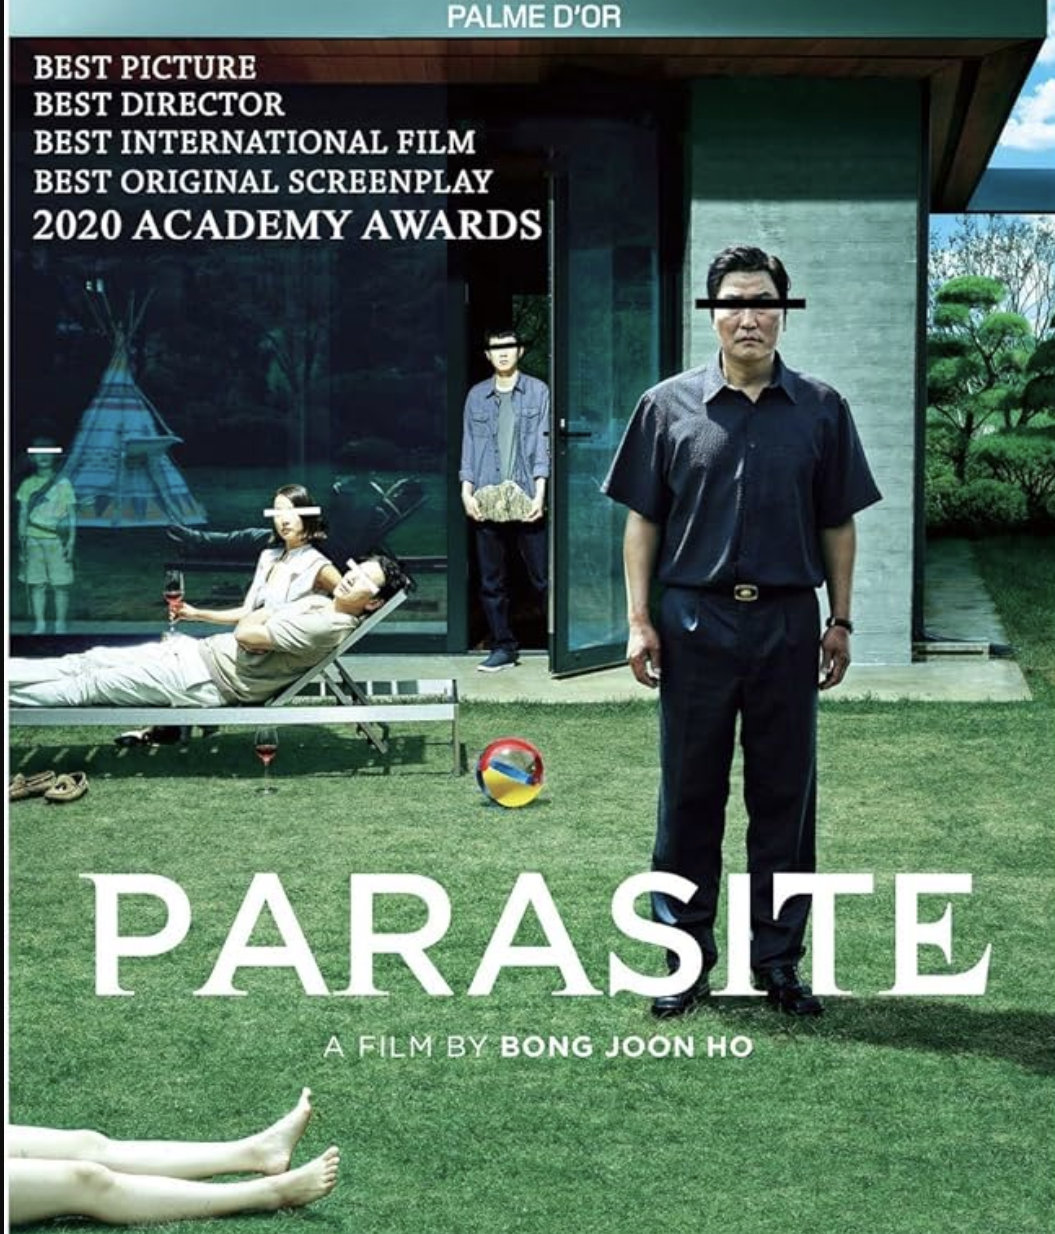 PALME D'OR
BEST PICTURE
BEST DIRECTOR
BEST INTERNATIONAL FILM
BEST ORIGINAL SCREENPLAY
2020 ACADEMY AWARDS
PARASITE
A FILM BY BONG JOON HO